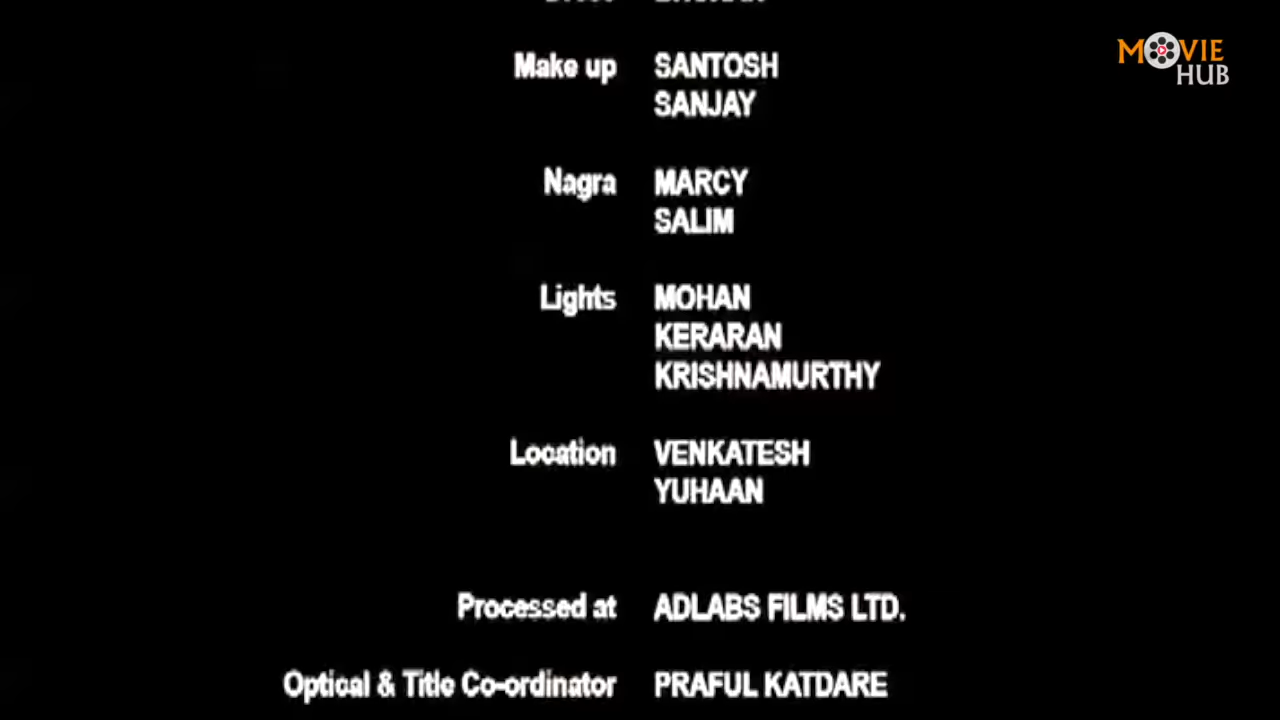 MOVIE
HUB
Make up SANTOSH
SANJAY
Nagra MARCY
SALIM
Lights MOHAN
KERARAN
KRISHNAMURTHY
Location VENKATESH
YUHAAN
Processed at ADLABS FILMS LTD.
Optical & Title Co-ordinator PRAFUL KATDARE